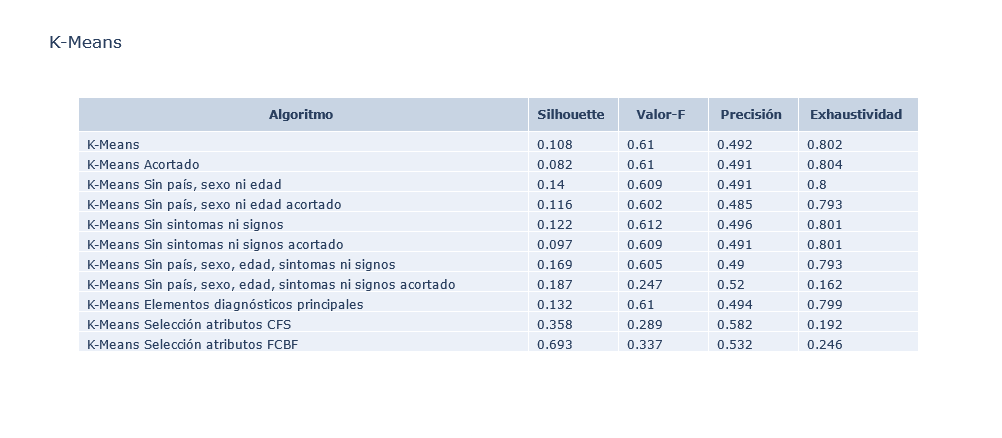 K-Means
Algoritmo Silhouette Valor-F Precisión Exhaustividad
K-Means 0.108 0.61 0.492 0.802
K-Means Acortado 0.082 0.61 0.491 0.804
K-Means Sin país, sexo ni edad 0.14 0.609 0.491 0.8
K-Means Sin país, sexo ni edad acortado 0.116 0.602 0.485 0.793
K-Means Sin sintomas ni signos 0.122 0.612 0.496 0.801
K-Means Sin sintomas ni signos acortado 0.097 0.609 0.491 0.801
K-Means Sin país, sexo, edad, sintomas ni signos 0.169 0.605 0.49 0.793
K-Means Sin país, sexo, edad, sintomas ni signos acortado 0.187 0.247 0.52 0.162
K-Means Elementos diagnósticos principales 0.132 0.61 0.494 0.799
K-Means Selección atributos CFS 0.358 0.289 0.582 0.192
K-Means Selección atributos FCBF 0.693 0.337 0.532 0.246